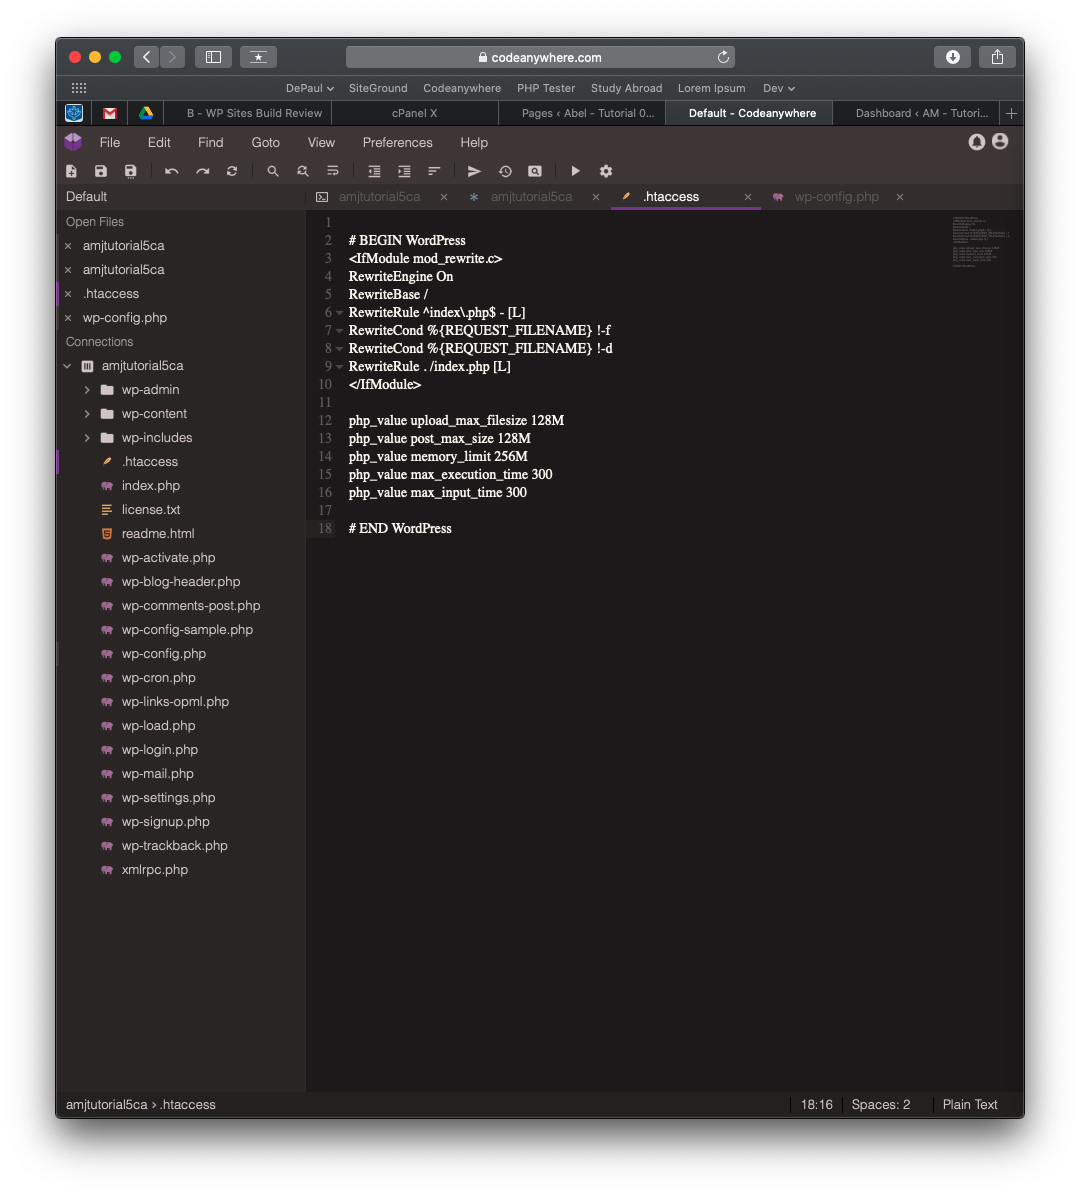 codeanywhere.com
DePaul SiteGround Codeanywhere PHP Tester Study Abroad Lorem Ipsum Dev
B - WP Sites Build Review cPanel X Pages ‹ Abel - Tutorial 0... Default - Codeanywhere Dashboard ‹ AM - Tutori...
File Edit Find Goto View Preferences Help
Default
amjtutorial5ca amjtutorial5ca .htaccess wp-config.php
Open Files
amjtutorial5ca
amjtutorial5ca
.htaccess
wp-config.php
Connections
amjtutorial5ca
wp-admin
wp-content
wp-includes
.htaccess
index.php
license.txt
readme.html
wp-activate.php
wp-blog-header.php
wp-comments-post.php
wp-config-sample.php
wp-config.php
wp-cron.php
wp-links-opml.php
wp-load.php
wp-login.php
wp-mail.php
wp-settings.php
wp-signup.php
wp-trackback.php
xmlrpc.php
1
2 # BEGIN WordPress
3 <IfModule mod_rewrite.c>
4 RewriteEngine On
5 RewriteBase /
6 RewriteRule ^index\.php$ - [L]
7 RewriteCond %{REQUEST_FILENAME} !-f
8 RewriteCond %{REQUEST_FILENAME} !-d
9 RewriteRule . /index.php [L]
10 </IfModule>
11
12 php_value upload_max_filesize 128M
13 php_value post_max_size 128M
14 php_value memory_limit 256M
15 php_value max_execution_time 300
16 php_value max_input_time 300
17
18 # END WordPress
amjtutorial5ca › .htaccess 18:16 Spaces: 2 Plain Text